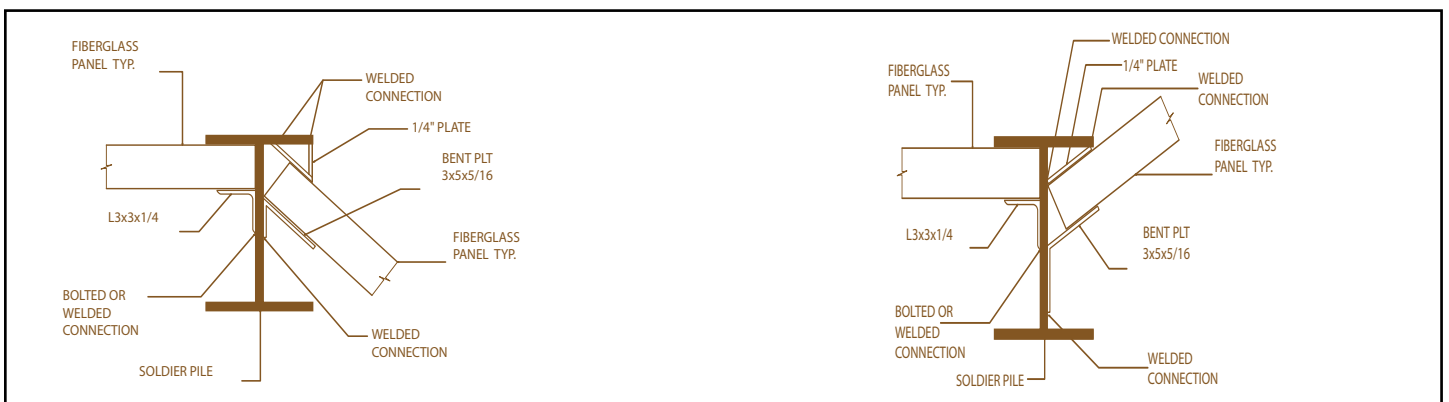 FIBERGLASS
PANEL TYP.
WELDED
CONNECTION
1/4" PLATE
BENT PLT
3x5x5/16
L3x3x1/4
FIBERGLASS
PANEL TYP.
BOLTED OR
WELDED
CONNECTION
WELDED
CONNECTION
SOLDIER PILE
WELDED CONNECTION
1/4" PLATE
FIBERGLASS
PANEL TYP.
WELDED
CONNECTION
FIBERGLASS
PANEL TYP.
L3x3x1/4
BENT PLT
3x5x5/16
BOLTED OR
WELDED
CONNECTION
WELDED
CONNECTION
SOLDIER PILE